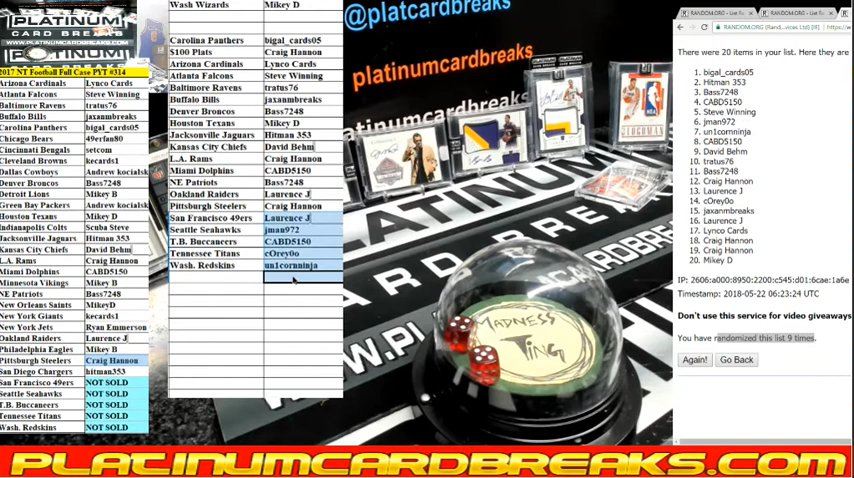 PLATINUM
CARD BREAKS
2017 NT Football Full Case PYT #314
Arizona Cardinals Lynco Cards
Atlanta Falcons Steve Winning
Baltimore Ravens tratus76
Buffalo Bills jaxanmbreaks
Carolina Panthers bigal_cards05
Chicago Bears 49erfan80
Cincinnati Bengals setcom
Cleveland Browns kecards1
Dallas Cowboys Andrew kocialsk
Denver Broncos Bass7248
Detroit Lions Mikey B
Green Bay Packers Andrew kocialsk
Houston Texans Mikey D
Indianapolis Colts Scuba Steve
Jacksonville Jaguars Hitman 353
Kansas City Chiefs David Behm
L.A. Rams Craig Hannon
Miami Dolphins CABD5150
Minnesota Vikings Mikey B
NE Patriots Bass7248
New Orleans Saints MikeyD
New York Giants kecards1
New York Jets Ryan Emmerson
Oakland Raiders Laurence J
Philadelphia Eagles Mikey B
Pittsburgh Steelers Craig Hannon
San Diego Chargers hitman353
San Francisco 49ers NOT SOLD
Seattle Seahawks NOT SOLD
T.B. Buccaneers NOT SOLD
Tennessee Titans NOT SOLD
Wash. Redskins NOT SOLD
Wash Wizards Mikey D
Carolina Panthers bigal_cards05
$100 Plats Craig Hannon
Arizona Cardinals Lynco Cards
Atlanta Falcons Steve Winning
Baltimore Ravens tratus76
Buffalo Bills jaxanmbreaks
Denver Broncos Bass7248
Houston Texans Mikey D
Jacksonville Jaguars Hitman 353
Kansas City Chiefs David Behm
L.A. Rams Craig Hannon
Miami Dolphins CABD5150
NE Patriots Bass7248
Oakland Raiders Laurence J
Pittsburgh Steelers Craig Hannon
San Francisco 49ers Laurence J
Seattle Seahawks jman972
T.B. Buccaneers CABD5150
Tennessee Titans cOrey0o
Wash. Redskins un1cornninja
@platcardbreaks
platinumcardbreaks
MADNESS
TING
RANDOM.ORG - List R
There were 20 items in your list. Here they are
1. bigal_cards05
2. Hitman 353
3. Bass7248
4. CABD5150
5. Steve Winning
6. jman972
7. un1cornninja
8. CABD5150
9. David Behm
10. tratus76
11. Bass7248
12. Craig Hannon
13. Laurence J
14. cOrey0o
15. jaxanmbreaks
16. Laurence J
17. Lynco Cards
18. Craig Hannon
19. Craig Hannon
20. Mikey D
IP: 2606:a000:8950:2200:c545:d01:6cae:1a6e
Timestamp: 2018-05-22 06:23:24 UTC
Don't use this service for video giveaways
You have randomized this list 9 times.
Again!
Go Back
PLATINUMCARDBREAKS.COM